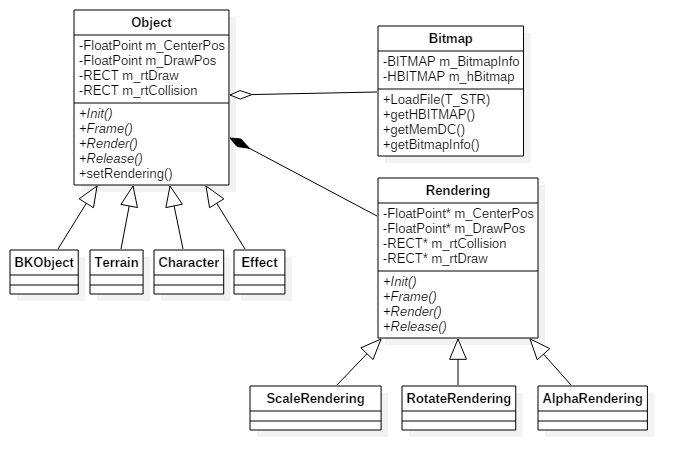 Object
-FloatPoint m_CenterPos
-FloatPoint m_DrawPos
-RECT m_rtDraw
-RECT m_rtCollision
+Init()
+Frame()
+Render()
+Release()
+setRendering()
Bitmap
-BITMAP m_BitmapInfo
-HBITMAP m_hBitmap
+LoadFile(T_STR)
+getHBITMAP()
+getMemDC()
+getBitmapInfo()
Rendering
-FloatPoint* m_CenterPos
-FloatPoint* m_DrawPos
-RECT* m_rtCollision
-RECT* m_rtDraw
+Init()
+Frame()
+Render()
+Release()
BKObject
Terrain
Character
Effect
ScaleRendering
RotateRendering
AlphaRendering